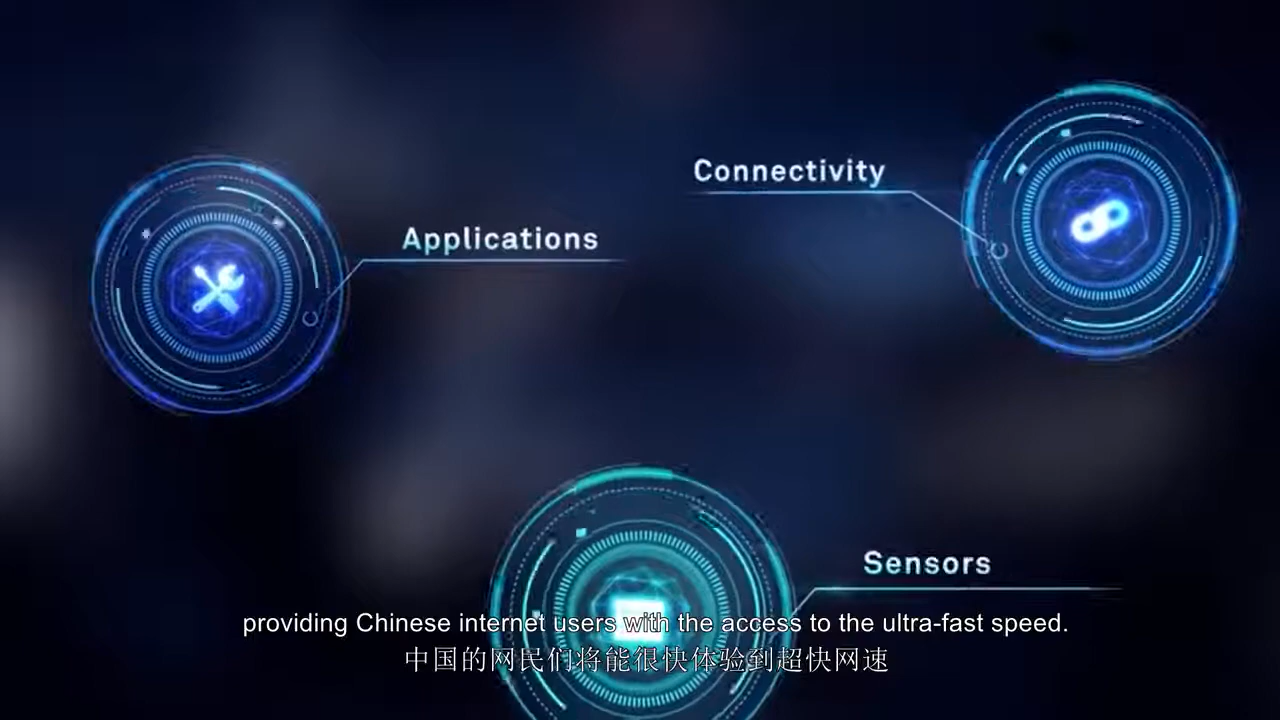 Connectivity
Applications
Sensors
providing Chinese internet users with the access to the ultra-fast speed.
中国的网民们将能很快体验到超快网速